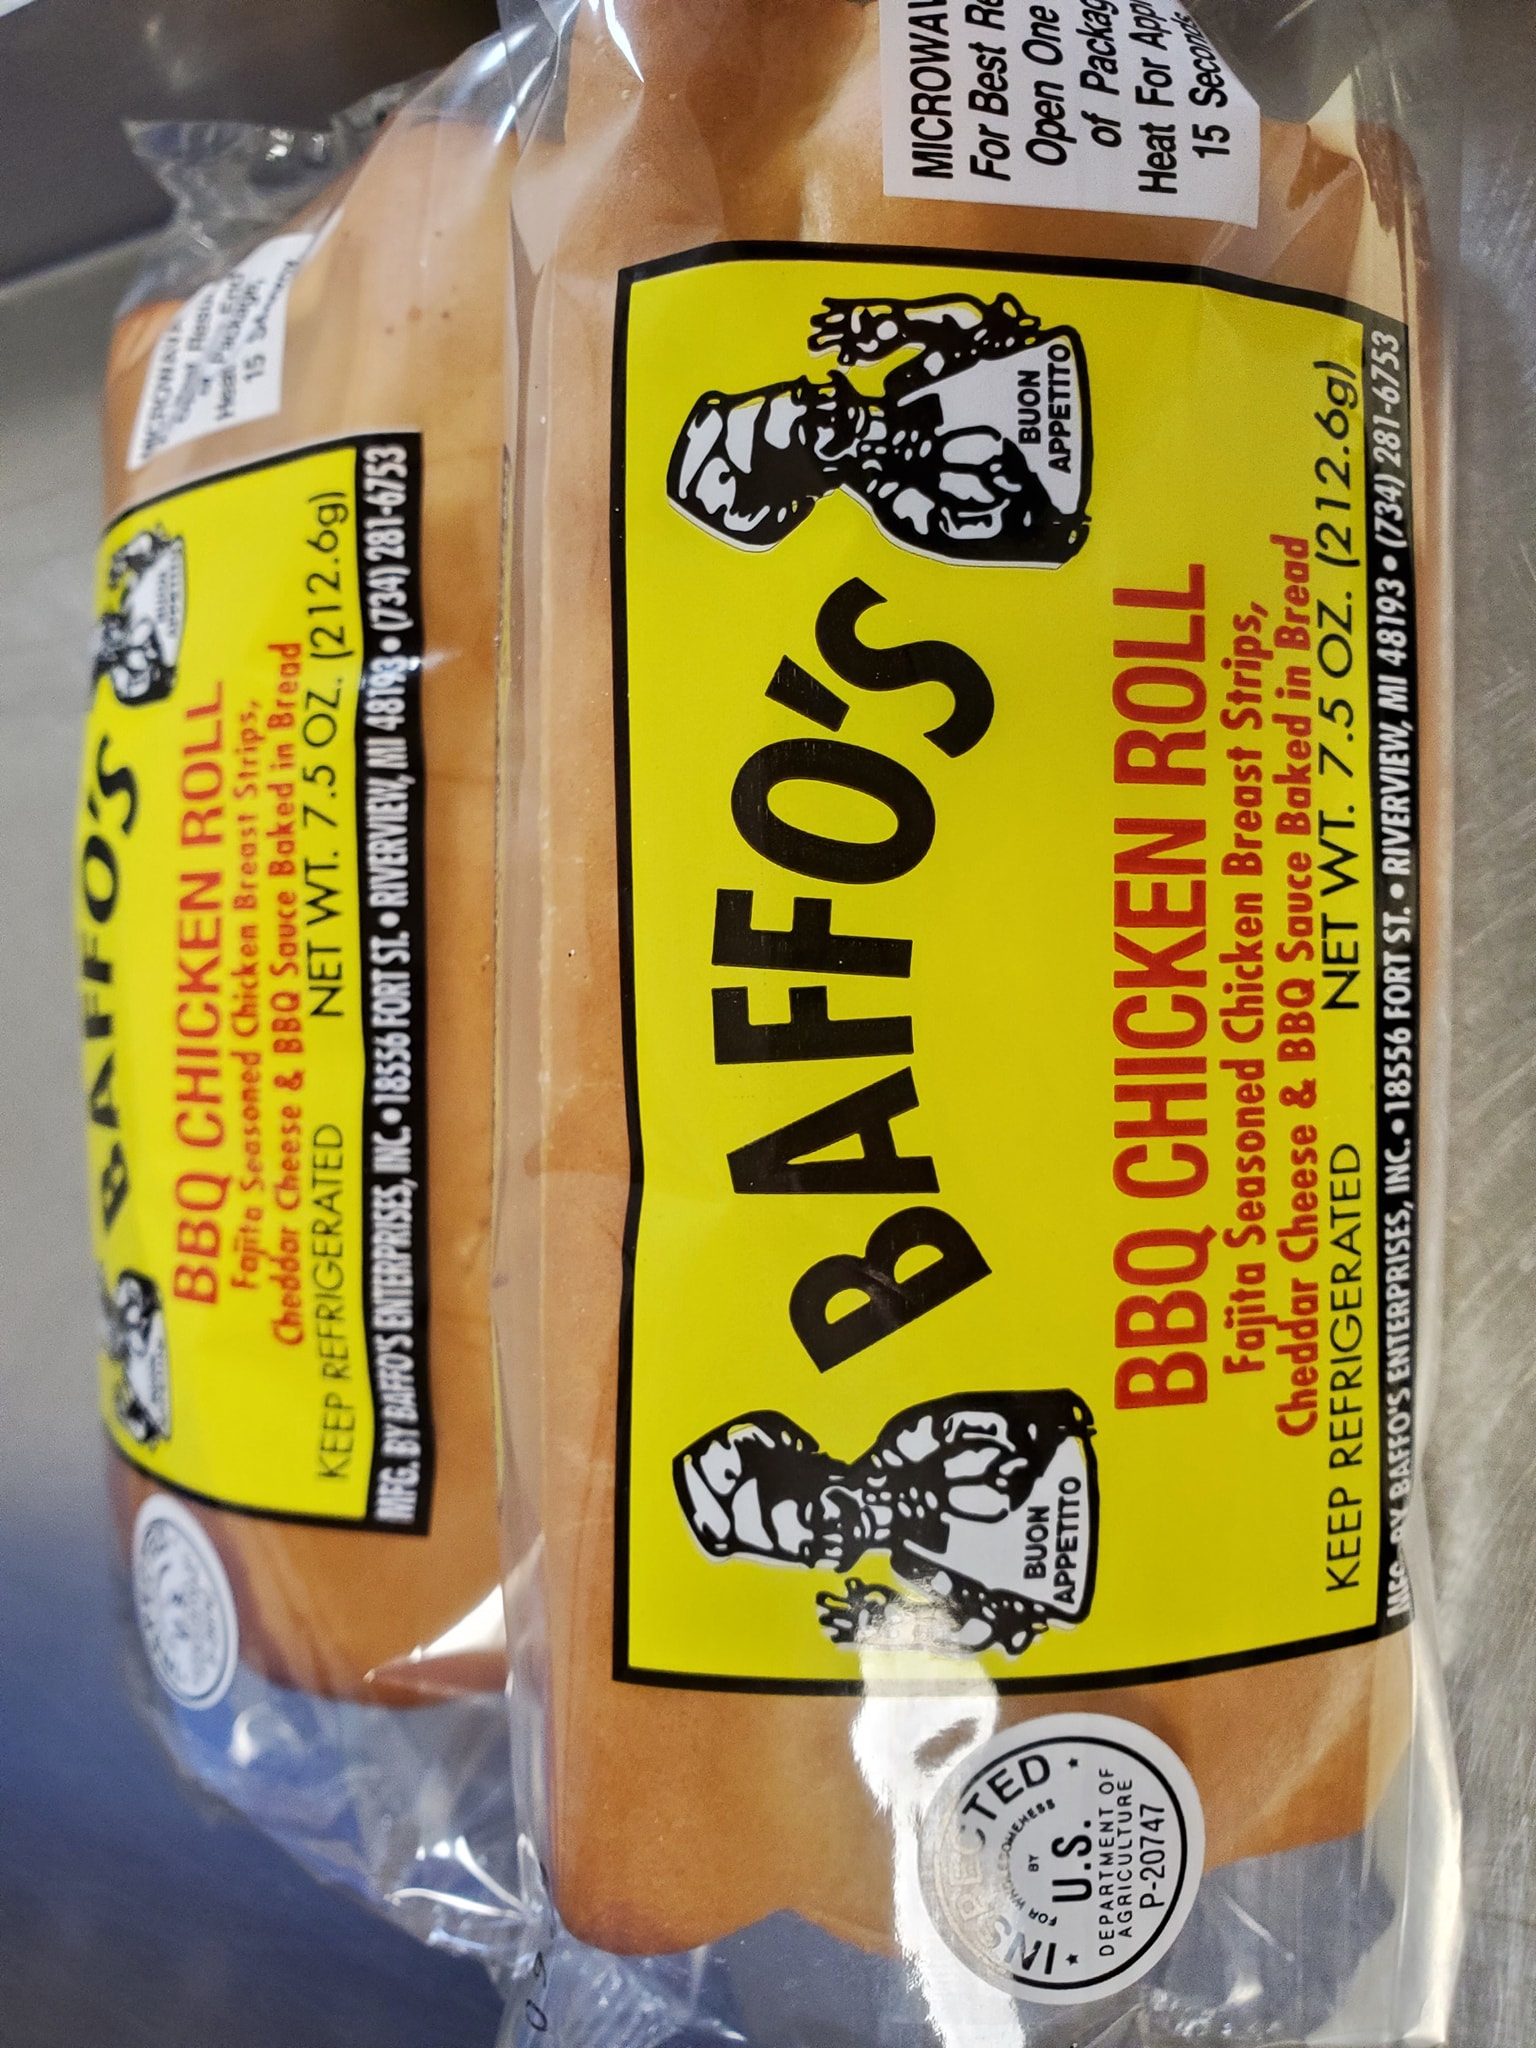 BAFFO'S
BUON
APPETITO
BUON
APPETITO
BBQ CHICKEN ROLL
Fajita Seasoned Chicken Breast Strips,
Cheddar Cheese & BBQ Sauce Baked in Bread
KEEP REFRIGERATED NET WT. 7.5 OZ. (212.6g)
MFG. BY BAFFO'S ENTERPRISES, INC. • 18556 FORT ST. • RIVERVIEW, MI 48193 • (734) 281-6753
INSPECTED
FOR WHOLESOMENESS
BY
U.S.
DEPARTMENT OF
AGRICULTURE
P-20747
For Best
Open One
of
Heat For
15 Seconds
BAFFO'S
BBQ CHICKEN ROLL
Fajita Seasoned Chicken Breast Strips,
Cheddar Cheese & BBQ Sauce Baked in Bread
KEEP REFRIGERATED NET WT. 7.5 OZ. (212.6g)
MFG. BY BAFFO'S ENTERPRISES, INC. • 18556 FORT ST. • RIVERVIEW, MI 48193 • (734) 281-6753
Heat
15